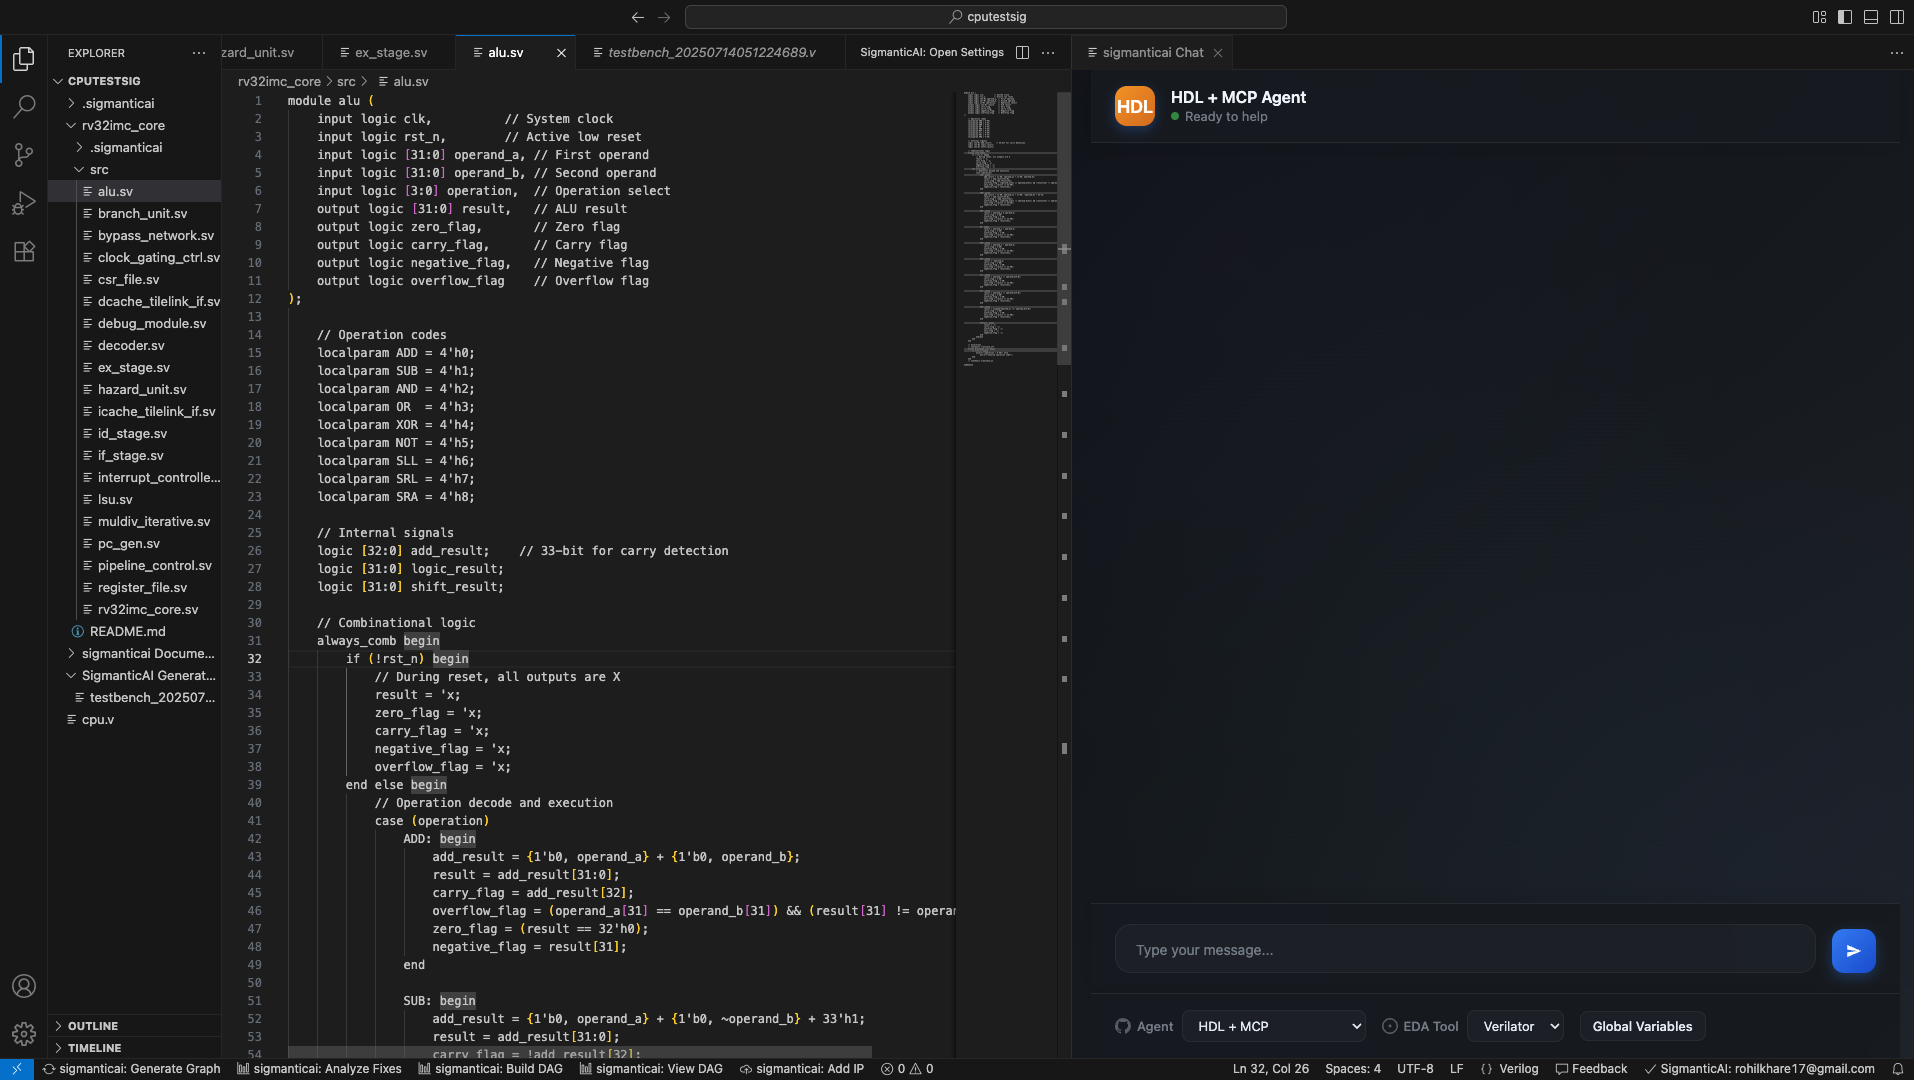 cputestsig
EXPLORER
CPUTESTSIG
.sigmanticai
rv32imc_core
.sigmanticai
src
alu.sv
branch_unit.sv
bypass_network.sv
clock_gating_ctrl.sv
csr_file.sv
dcache_tilelink_if.sv
debug_module.sv
decoder.sv
ex_stage.sv
hazard_unit.sv
icache_tilelink_if.sv
id_stage.sv
if_stage.sv
interrupt_controlle...
lsu.sv
muldiv_iterative.sv
pc_gen.sv
pipeline_control.sv
register_file.sv
rv32imc_core.sv
README.md
sigmanticai Docume...
SigmanticAI Generat...
testbench_202507...
cpu.v
OUTLINE
TIMELINE
zard_unit.sv
ex_stage.sv
alu.sv
testbench_20250714051224689.v
SigmanticAI: Open Settings
rv32imc_core > src > alu.sv
1 module alu (
2 input logic clk, // System clock
3 input logic rst_n, // Active low reset
4 input logic [31:0] operand_a, // First operand
5 input logic [31:0] operand_b, // Second operand
6 input logic [3:0] operation, // Operation select
7 output logic [31:0] result, // ALU result
8 output logic zero_flag, // Zero flag
9 output logic carry_flag, // Carry flag
10 output logic negative_flag, // Negative flag
11 output logic overflow_flag // Overflow flag
12 );
13
14 // Operation codes
15 localparam ADD = 4'h0;
16 localparam SUB = 4'h1;
17 localparam AND = 4'h2;
18 localparam OR  = 4'h3;
19 localparam XOR = 4'h4;
20 localparam NOT = 4'h5;
21 localparam SLL = 4'h6;
22 localparam SRL = 4'h7;
23 localparam SRA = 4'h8;
24
25 // Internal signals
26 logic [32:0] add_result; // 33-bit for carry detection
27 logic [31:0] logic_result;
28 logic [31:0] shift_result;
29
30 // Combinational logic
31 always_comb begin
32 if (!rst_n) begin
33 // During reset, all outputs are X
34 result = 'x;
35 zero_flag = 'x;
36 carry_flag = 'x;
37 negative_flag = 'x;
38 overflow_flag = 'x;
39 end else begin
40 // Operation decode and execution
41 case (operation)
42 ADD: begin
43 add_result = {1'b0, operand_a} + {1'b0, operand_b};
44 result = add_result[31:0];
45 carry_flag = add_result[32];
46 overflow_flag = (operand_a[31] == operand_b[31]) && (result[31] != operan
47 zero_flag = (result == 32'h0);
48 negative_flag = result[31];
49 end
50
51 SUB: begin
52 add_result = {1'b0, operand_a} + {1'b0, ~operand_b} + 33'h1;
53 result = add_result[31:0];
54 carry_flag = !add_result[32];
sigmanticai Chat
HDL
HDL + MCP Agent
Ready to help
Type your message...
Agent
HDL + MCP
EDA Tool
Verilator
Global Variables
sigmanticai: Generate Graph
sigmanticai: Analyze Fixes
sigmanticai: Build DAG
sigmanticai: View DAG
sigmanticai: Add IP
0
0
Ln 32, Col 26
Spaces: 4
UTF-8
LF
{ } Verilog
Feedback
SigmanticAI: rohilkhare17@gmail.com